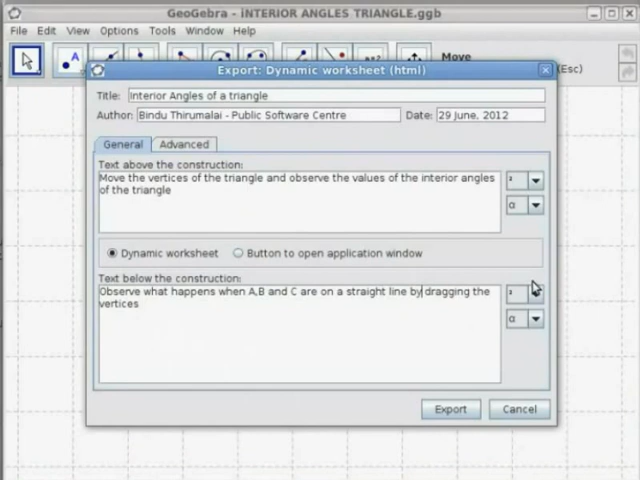 GeoGebra - iNTERIOR ANGLES TRIANGLE.ggb
File Edit View Options Tools Window Help
A
a=2
Move
(Esc)
Export: Dynamic worksheet (html)
Title: Interior Angles of a triangle
Author: Bindu Thirumalai - Public Software Centre Date: 29 June, 2012
General Advanced
Text above the construction:
Move the vertices of the triangle and observe the values of the interior angles
of the triangle
²
α
Dynamic worksheet Button to open application window
Text below the construction:
Observe what happens when A,B and C are on a straight line by dragging the
vertices
²
α
Export Cancel